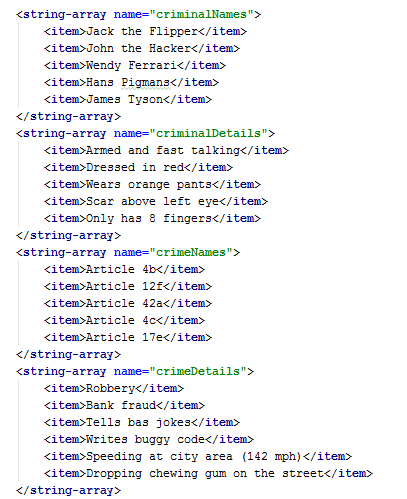 <string-array name="criminalNames">
<item>Jack the Flipper</item>
<item>John the Hacker</item>
<item>Wendy Ferrari</item>
<item>Hans Pigmans</item>
<item>James Tyson</item>
</string-array>
<string-array name="criminalDetails">
<item>Armed and fast talking</item>
<item>Dressed in red</item>
<item>Wears orange pants</item>
<item>Scar above left eye</item>
<item>Only has 8 fingers</item>
</string-array>
<string-array name="crimeNames">
<item>Article 4b</item>
<item>Article 12f</item>
<item>Article 42a</item>
<item>Article 4c</item>
<item>Article 17e</item>
</string-array>
<string-array name="crimeDetails">
<item>Robbery</item>
<item>Bank fraud</item>
<item>Tells bas jokes</item>
<item>Writes buggy code</item>
<item>Speeding at city area (142 mph)</item>
<item>Dropping chewing gum on the street</item>
</string-array>